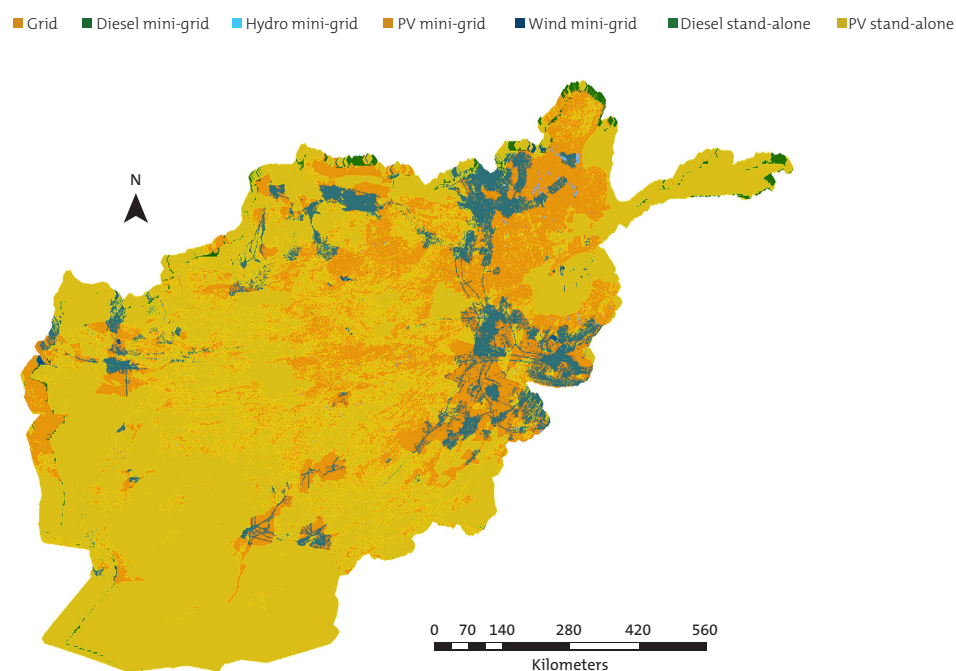 Grid Diesel mini-grid Hydro mini-grid PV mini-grid Wind mini-grid Diesel stand-alone PV stand-alone
N
0 70 140 280 420 560
Kilometers